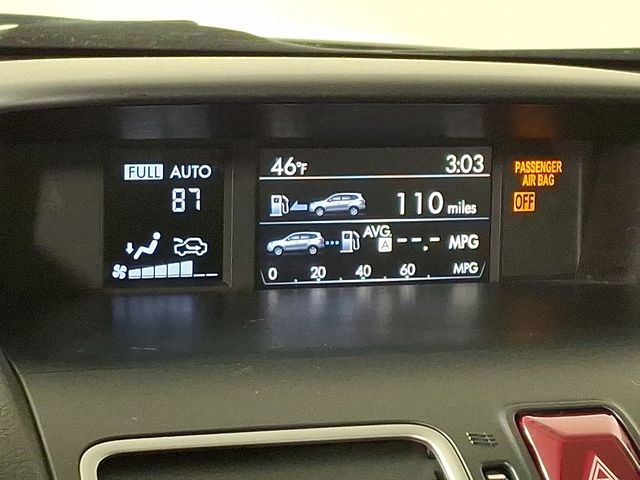 FULL AUTO
87
46°F 3:03
110 miles
AVG.
A --.- MPG
0 20 40 60 MPG
PASSENGER
AIR BAG
OFF